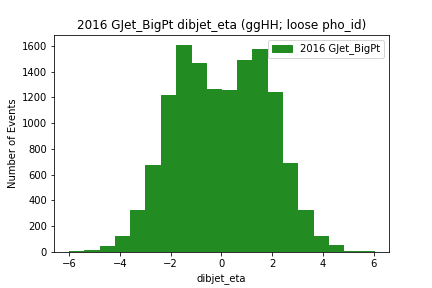 2016 GJet_BigPt dibjet_eta (ggHH; loose pho_id)
2016 GJet_BigPt
Number of Events
1600
1400
1200
1000
800
600
400
200
0
−6 −4 −2 0 2 4 6
dibjet_eta